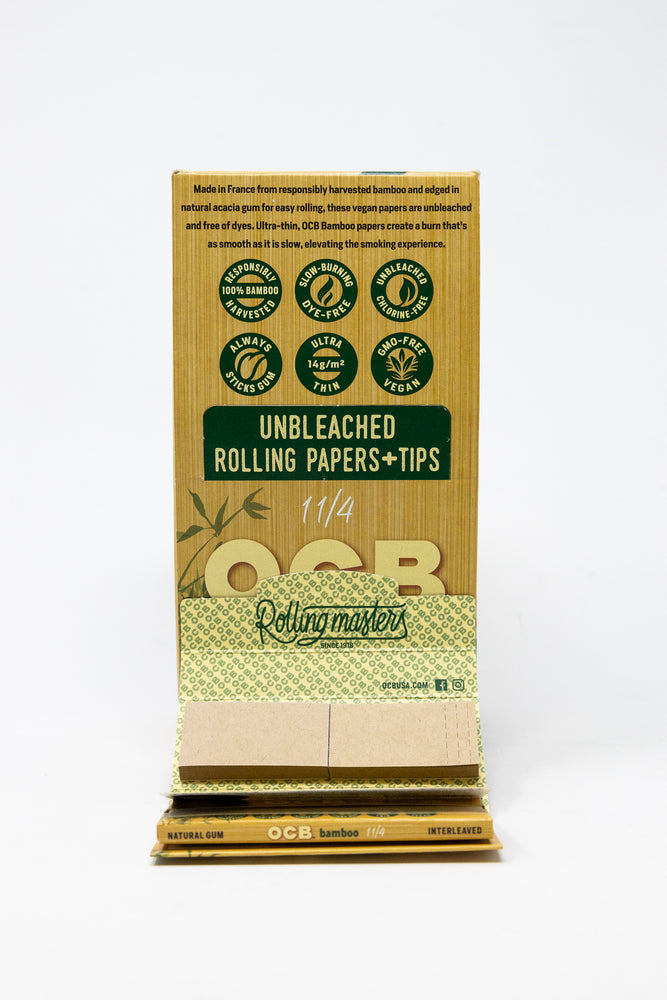 Made in France from responsibly harvested bamboo and edged in
natural acacia gum for easy rolling, these vegan papers are unbleached
and free of dyes. Ultra-thin, OCB Bamboo papers create a burn that's
as smooth as it is slow, elevating the smoking experience.
RESPONSIBLY
100% BAMBOO
HARVESTED
SLOW-BURNING
DYE-FREE
UNBLEACHED
CHLORINE-FREE
ALWAYS
STICKS GUM
ULTRA
14g/m²
THIN
GMO-FREE
VEGAN
UNBLEACHED
ROLLING PAPERS+TIPS
1 1/4
OCB
Rolling masters
SINCE 1918
OCBUSA.COM
NATURAL GUM
OCB bamboo 1 1/4
INTERLEAVED